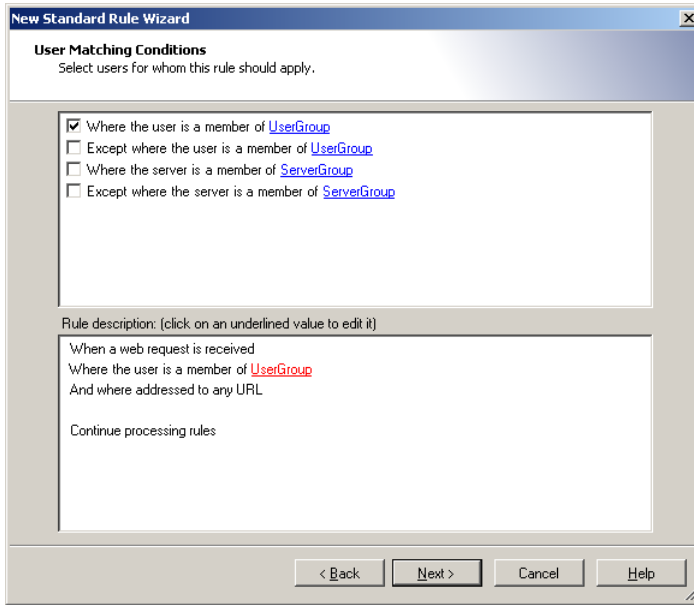 New Standard Rule Wizard
User Matching Conditions
Select users for whom this rule should apply.
Where the user is a member of UserGroup
Except where the user is a member of UserGroup
Where the server is a member of ServerGroup
Except where the server is a member of ServerGroup
Rule description: (click on an underlined value to edit it)
When a web request is received
Where the user is a member of UserGroup
And where addressed to any URL
Continue processing rules
< Back
Next >
Cancel
Help